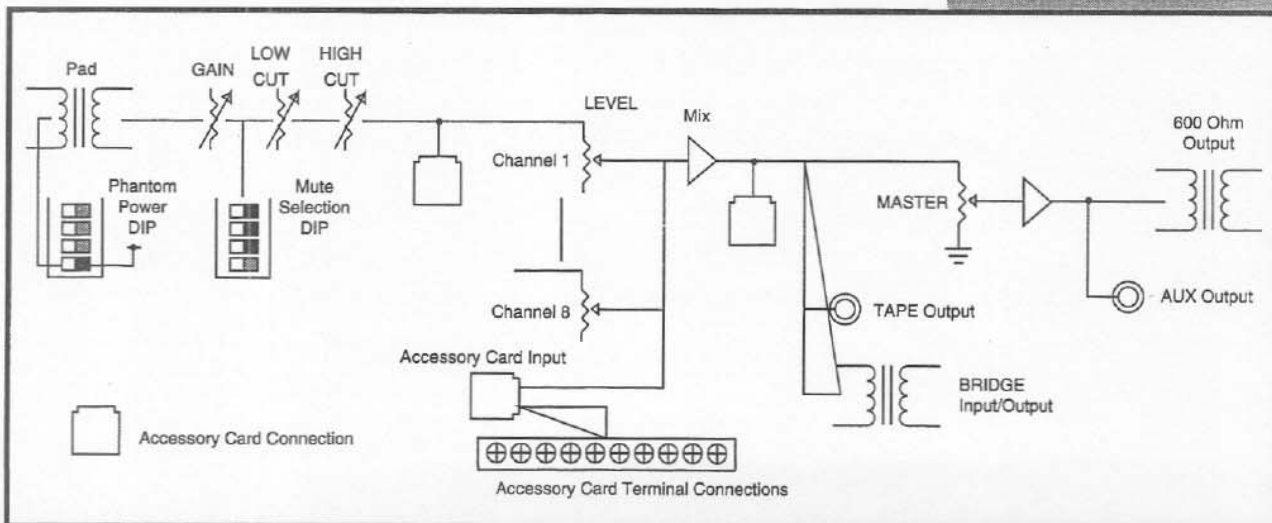 Pad
GAIN
LOW
CUT
HIGH
CUT
LEVEL
Mix
600 Ohm
Output
Channel 1
Phantom
Power
DIP
Mute
Selection
DIP
MASTER
Channel 8
TAPE Output
AUX Output
Accessory Card Input
BRIDGE
Input/Output
Accessory Card Connection
Accessory Card Terminal Connections